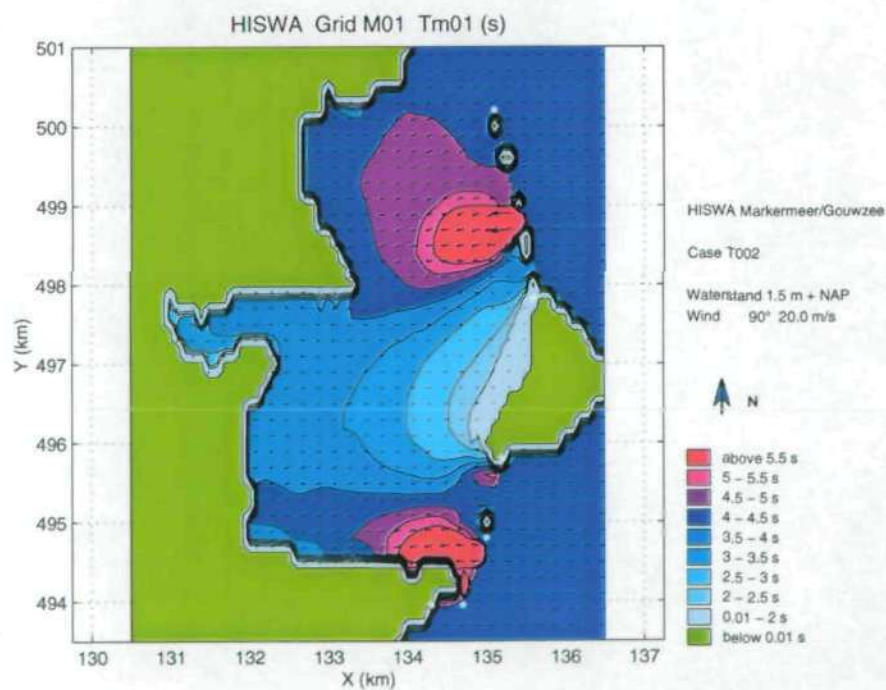 HISWA Grid M01 Tm01 (s)
501
500
499
498
497
496
495
494
Y (km)
130
131
132
133
134
135
136
137
X (km)
HISWA Markermeer/Gouwzee
Case T002
Waterstand 1.5 m + NAP
Wind 90° 20.0 m/s
N
above 5.5 s
5 – 5.5 s
4.5 – 5 s
4 – 4.5 s
3.5 – 4 s
3 – 3.5 s
2.5 – 3 s
2 – 2.5 s
0.01 – 2 s
below 0.01 s